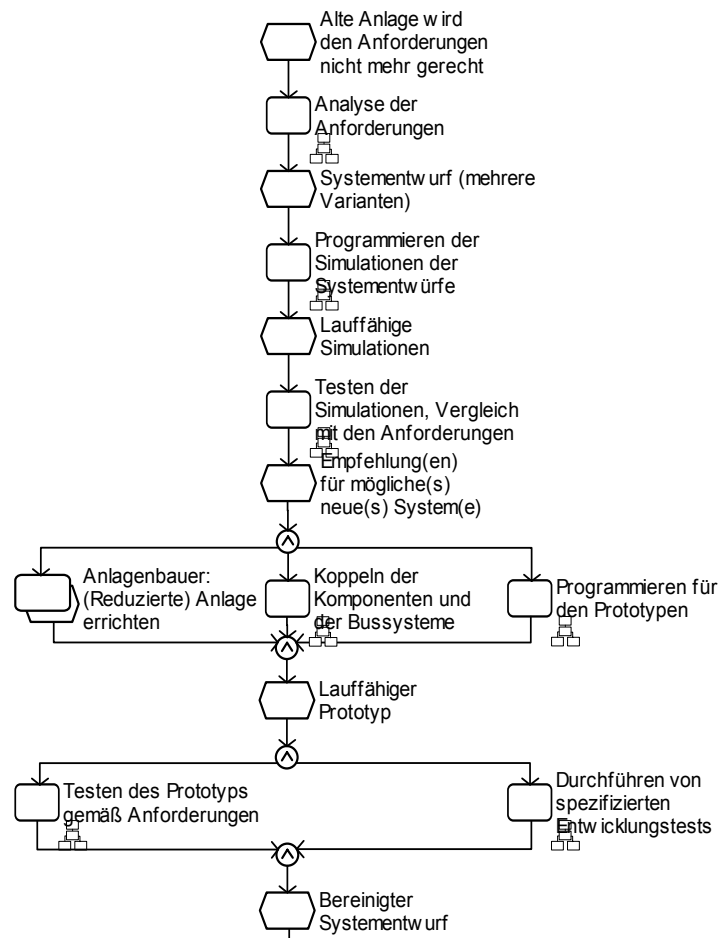 Alte Anlage wird
den Anforderungen
nicht mehr gerecht
Analyse der
Anforderungen
Systementwurf (mehrere
Varianten)
Programmieren der
Simulationen der
Systementwürfe
Lauffähige
Simulationen
Testen der
Simulationen, Vergleich
mit den Anforderungen
Empfehlung(en)
für mögliche(s)
neue(s) System(e)
Anlagenbauer:
(Reduzierte) Anlage
errichten
Koppeln der
Komponenten und
der Bussysteme
Programmieren für
den Prototypen
Lauffähiger
Prototyp
Testen des Prototyps
gemäß Anforderungen
Durchführen von
spezifizierten
Entwicklungstests
Bereinigter
Systementwurf